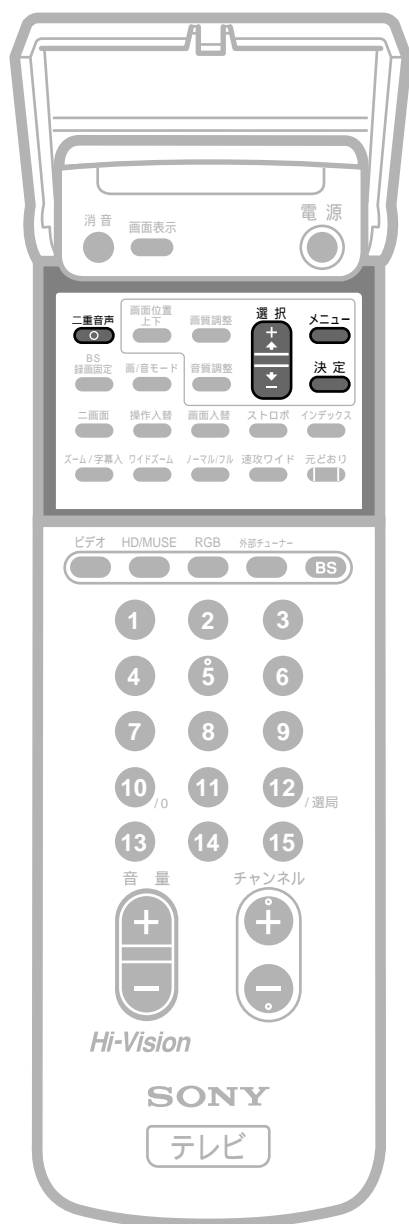 消音 画面表示 電源
二重音声 画面位置上下 画質調整 選択 メニュー
+
BS録画固定 画/音モード 音質調整 − 決定
二画面 操作入替 画面入替 ストロボ インデックス
ズーム/字幕入 ワイドズーム ノーマル/フル 速攻ワイド 元どおり
ビデオ HD/MUSE RGB 外部チューナー BS
1 2 3
4 5 6
7 8 9
10/0 11 12/選局
13 14 15
音量 チャンネル
+ +
− −
Hi-Vision
SONY
テレビ